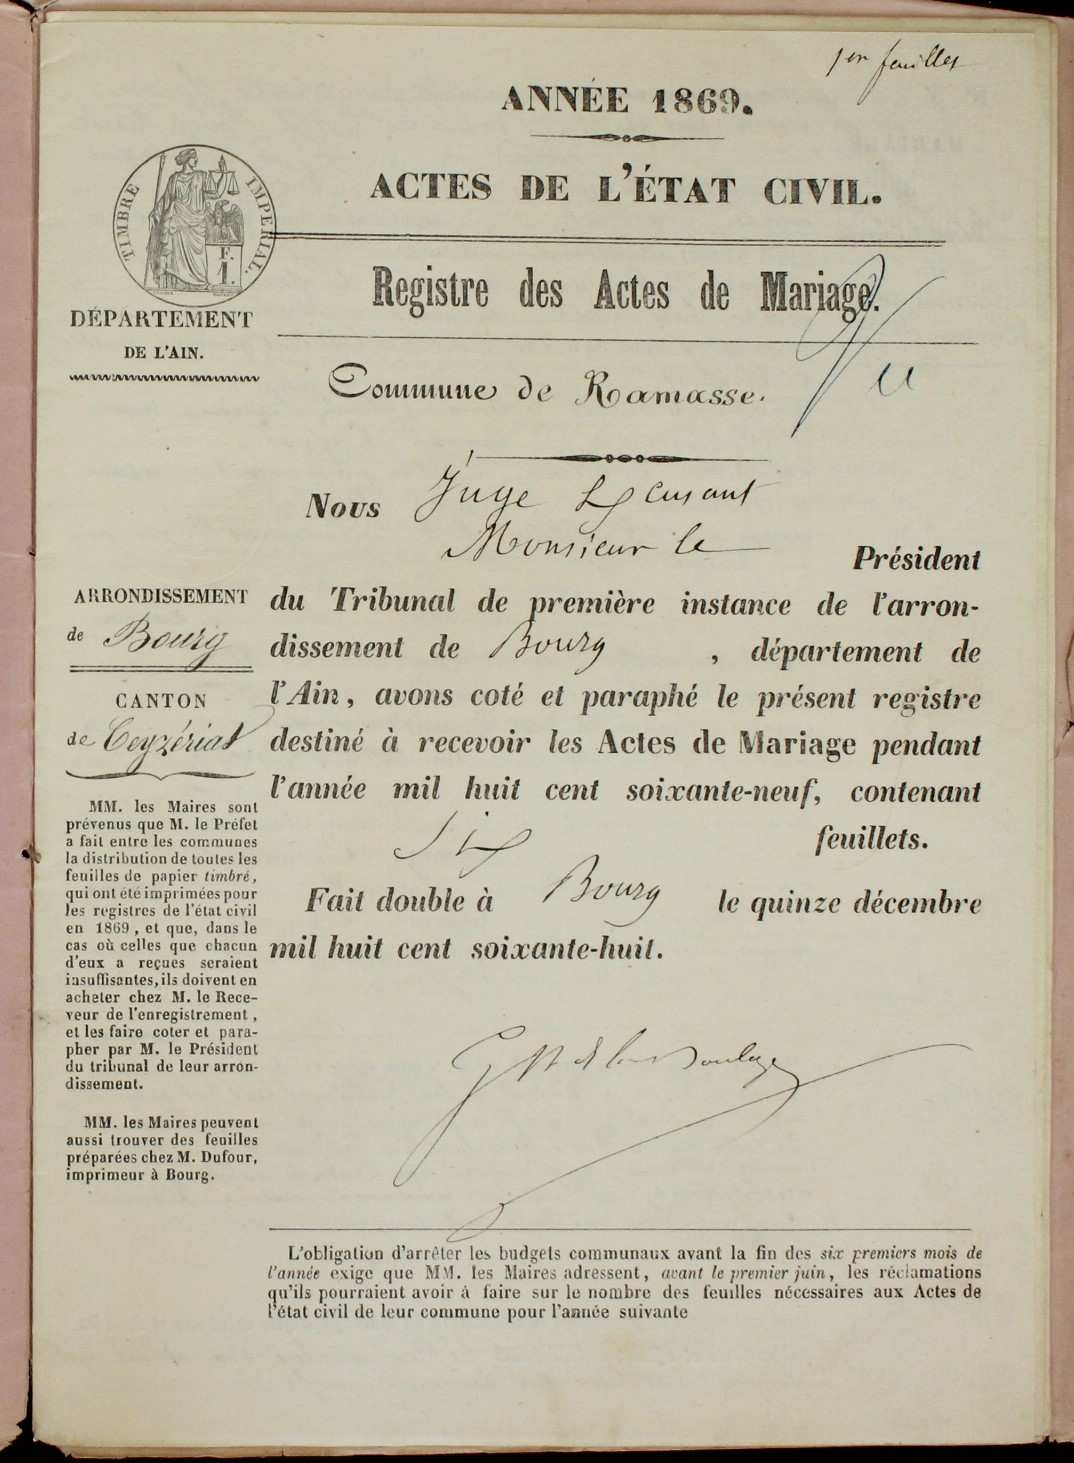 1er feuillet
ANNÉE 1869.
ACTES DE L'ÉTAT CIVIL.
TIMBRE IMPÉRIAL.
F.
1.
DÉPARTEMENT
DE L'AIN.
Registre des Actes de Mariage.
Vu
Commune de Ramasse.
Nous Juge
Monsieur le Président
du Tribunal de première instance de l'arron-
dissement de Bourg, département de
l'Ain, avons coté et paraphé le présent registre
destiné à recevoir les Actes de Mariage pendant
l'année mil huit cent soixante-neuf, contenant
six feuillets.
Fait double à Bourg le quinze décembre
mil huit cent soixante-huit.
ARRONDISSEMENT
de Bourg
CANTON
de Ceyzériat
MM. les Maires sont
prévenus que M. le Préfet
a fait entre les communes
la distribution de toutes les
feuilles de papier timbré,
qui ont été imprimées pour
les registres de l'état civil
en 1869, et que, dans le
cas où celles que chacun
d'eux a reçues seraient
insuffisantes, ils doivent en
acheter chez M. le Rece-
veur de l'enregistrement,
et les faire coter et para-
pher par M. le Président
du tribunal de leur arron-
dissement.
MM. les Maires peuvent
aussi trouver des feuilles
préparées chez M. Dufour,
imprimeur à Bourg.
L'obligation d'arrêter les budgets communaux avant la fin des six premiers mois de
l'année exige que MM. les Maires adressent, avant le premier juin, les réclamations
qu'ils pourraient avoir à faire sur le nombre des feuilles nécessaires aux Actes de
l'état civil de leur commune pour l'année suivante